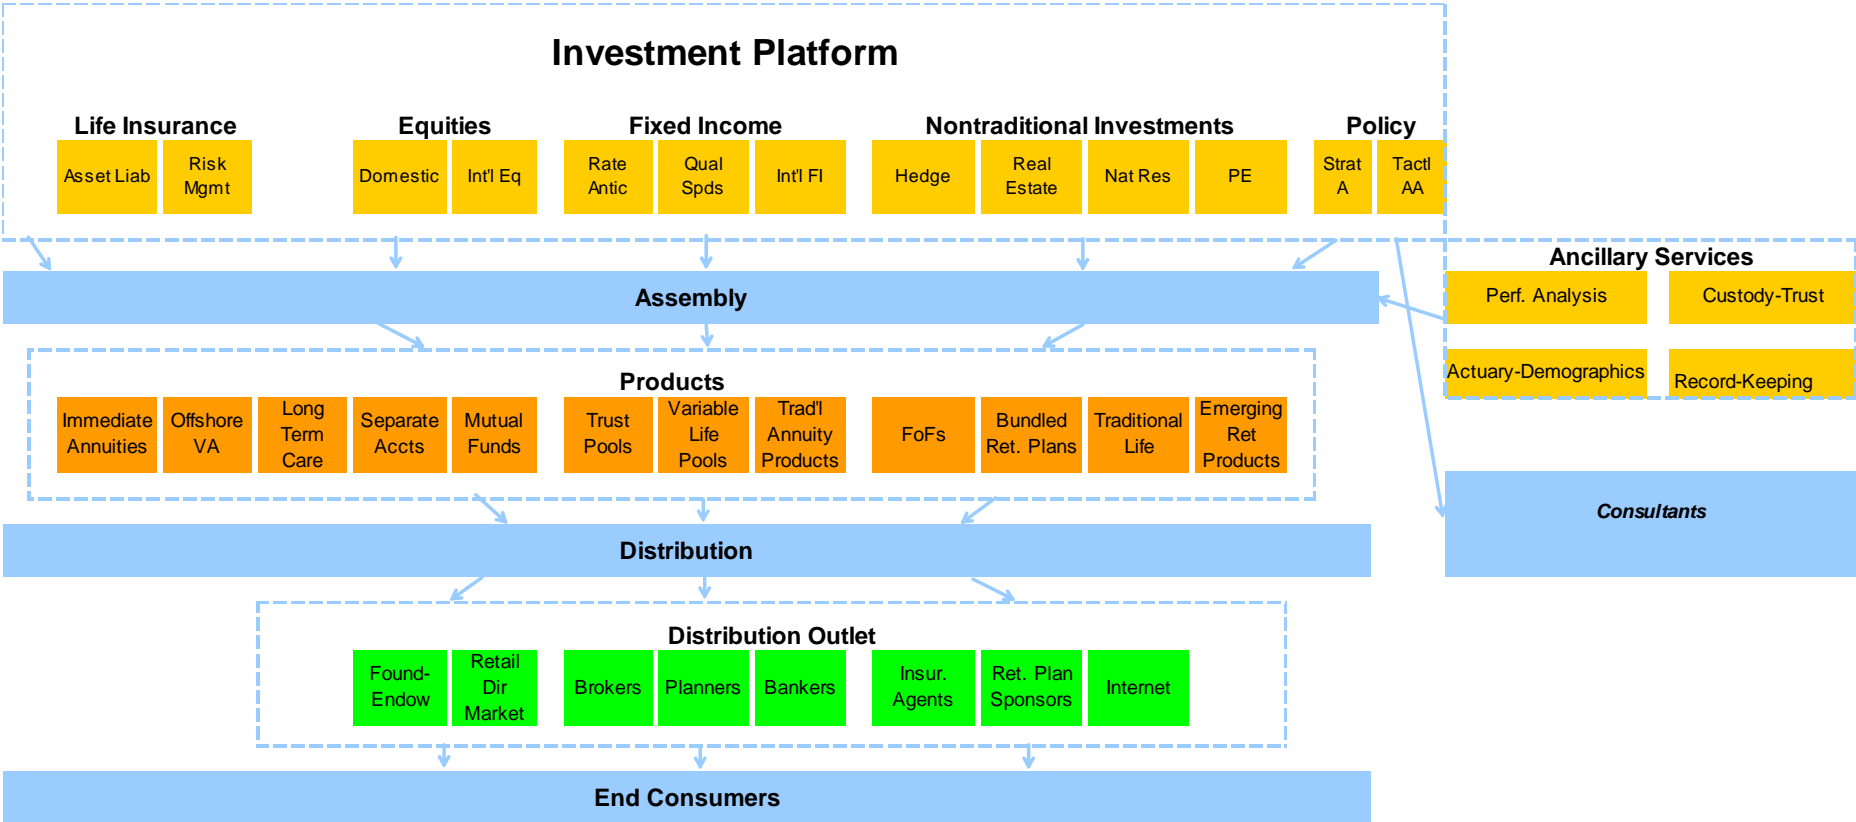 Investment Platform
Life Insurance
Equities
Fixed Income
Nontraditional Investments
Policy
Asset Liab
Risk
Mgmt
Domestic
Int'l Eq
Rate
Antic
Qual
Spds
Int'l FI
Hedge
Real
Estate
Nat Res
PE
Strat
A
Tactl
AA
Ancillary Services
Perf. Analysis
Custody-Trust
Actuary-Demographics
Record-Keeping
Assembly
Products
Immediate
Annuities
Offshore
VA
Long
Term
Care
Separate
Accts
Mutual
Funds
Trust
Pools
Variable
Life
Pools
Trad'l
Annuity
Products
FoFs
Bundled
Ret. Plans
Traditional
Life
Emerging
Ret
Products
Consultants
Distribution
Distribution Outlet
Found-
Endow
Retail
Dir
Market
Brokers
Planners
Bankers
Insur.
Agents
Ret. Plan
Sponsors
Internet
End Consumers